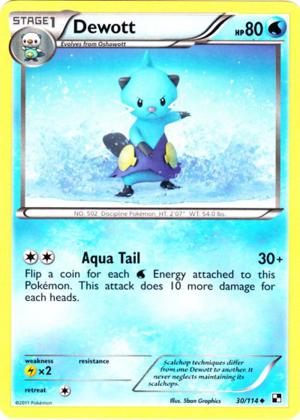 STAGE1
Dewott
HP80
Evolves from Oshawott
NO. 502 Discipline Pokémon HT. 2'07" WT. 54.0 lbs.
Aqua Tail 30+
Flip a coin for each Energy attached to this
Pokémon. This attack does 10 more damage
for each heads.
weakness
resistance
×2
retreat
Scalchop techniques differ
from one Dewott to another. It
never neglects maintaining its
scalchops.
©2011 Pokémon
Illus. 5ban Graphics
30/114